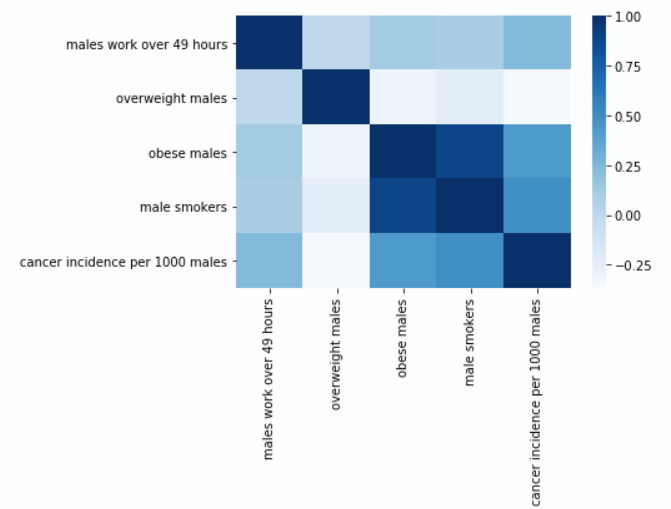 males work over 49 hours
overweight males
obese males
male smokers
cancer incidence per 1000 males
1.00
0.75
0.50
0.25
0.00
−0.25
males work over 49 hours
overweight males
obese males
male smokers
cancer incidence per 1000 males